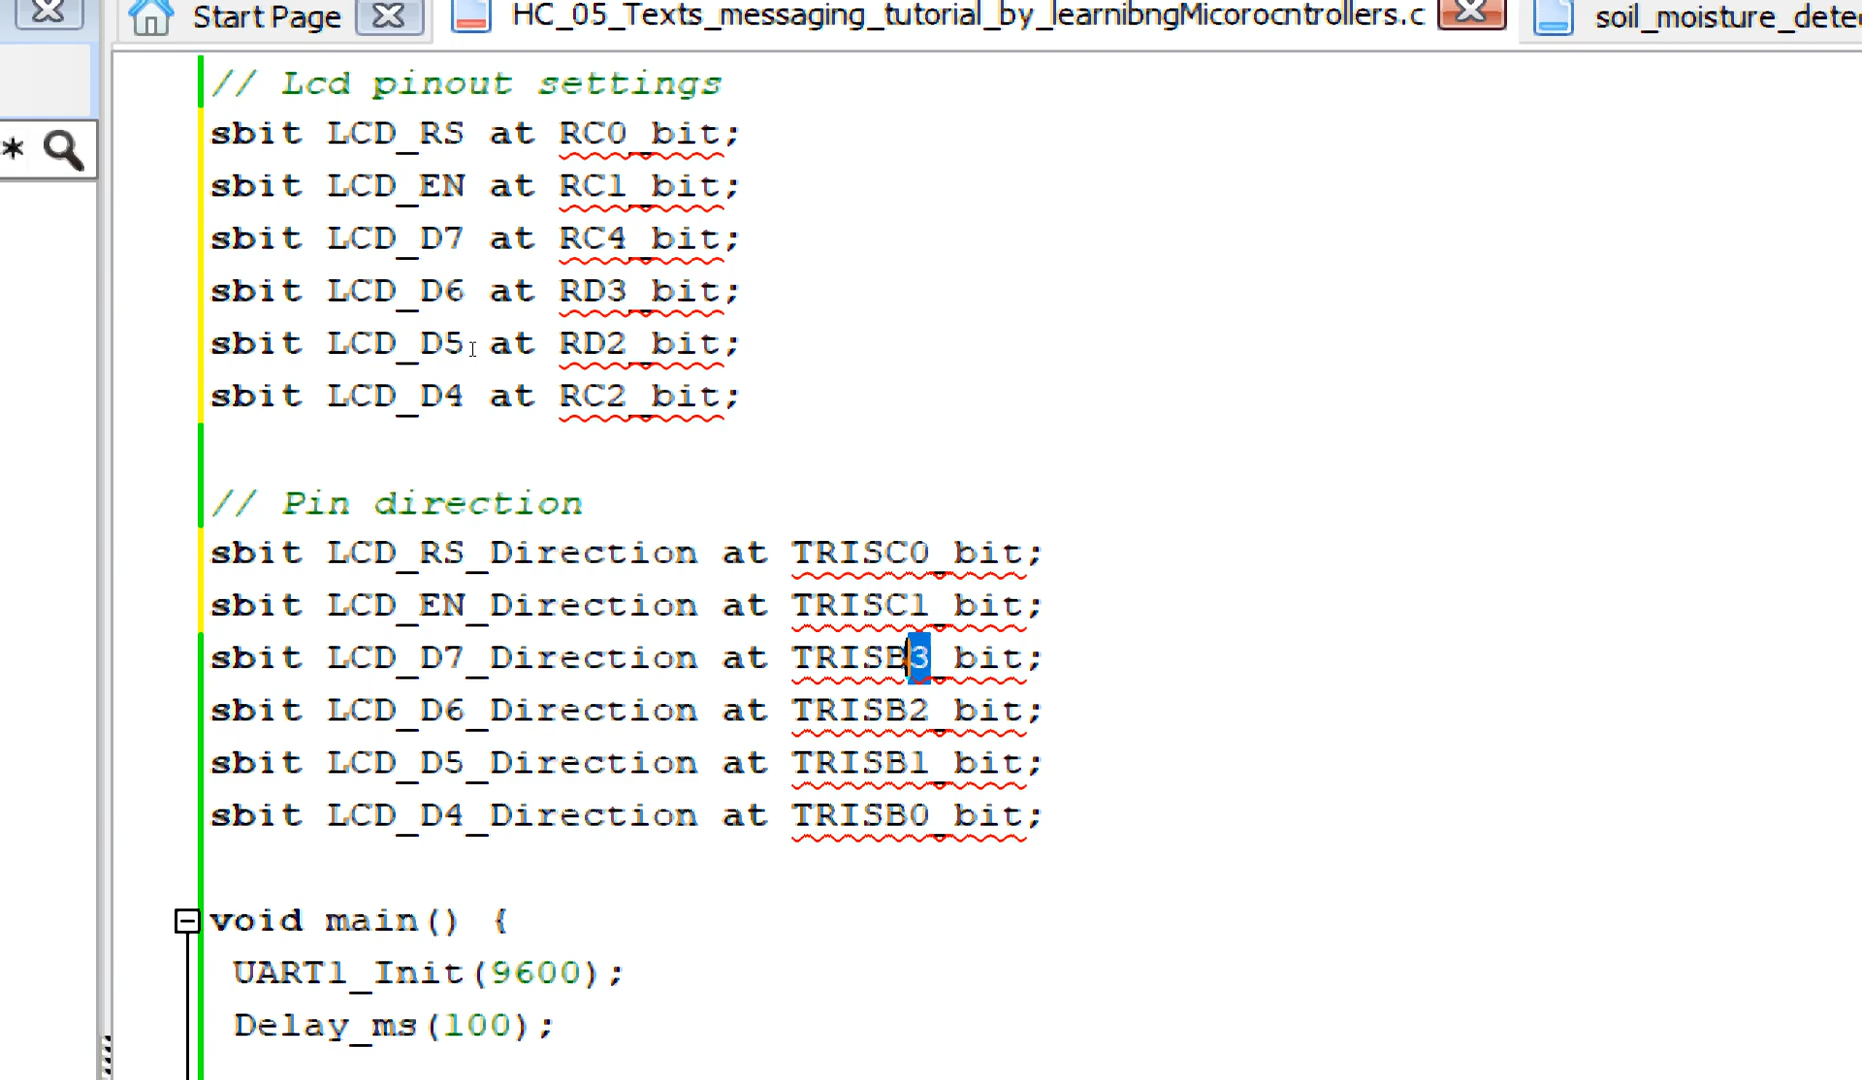 Start Page
HC_05_Texts_messaging_tutorial_by_learnibngMicorocntrollers.c
soil_moisture_dete
*
// Lcd pinout settings
sbit LCD_RS at RC0_bit;
sbit LCD_EN at RC1_bit;
sbit LCD_D7 at RC4_bit;
sbit LCD_D6 at RD3_bit;
sbit LCD_D5 at RD2_bit;
sbit LCD_D4 at RC2_bit;
// Pin direction
sbit LCD_RS_Direction at TRISC0_bit;
sbit LCD_EN_Direction at TRISC1_bit;
sbit LCD_D7_Direction at TRISB3_bit;
sbit LCD_D6_Direction at TRISB2_bit;
sbit LCD_D5_Direction at TRISB1_bit;
sbit LCD_D4_Direction at TRISB0_bit;
void main() {
UART1_Init(9600);
Delay_ms(100);